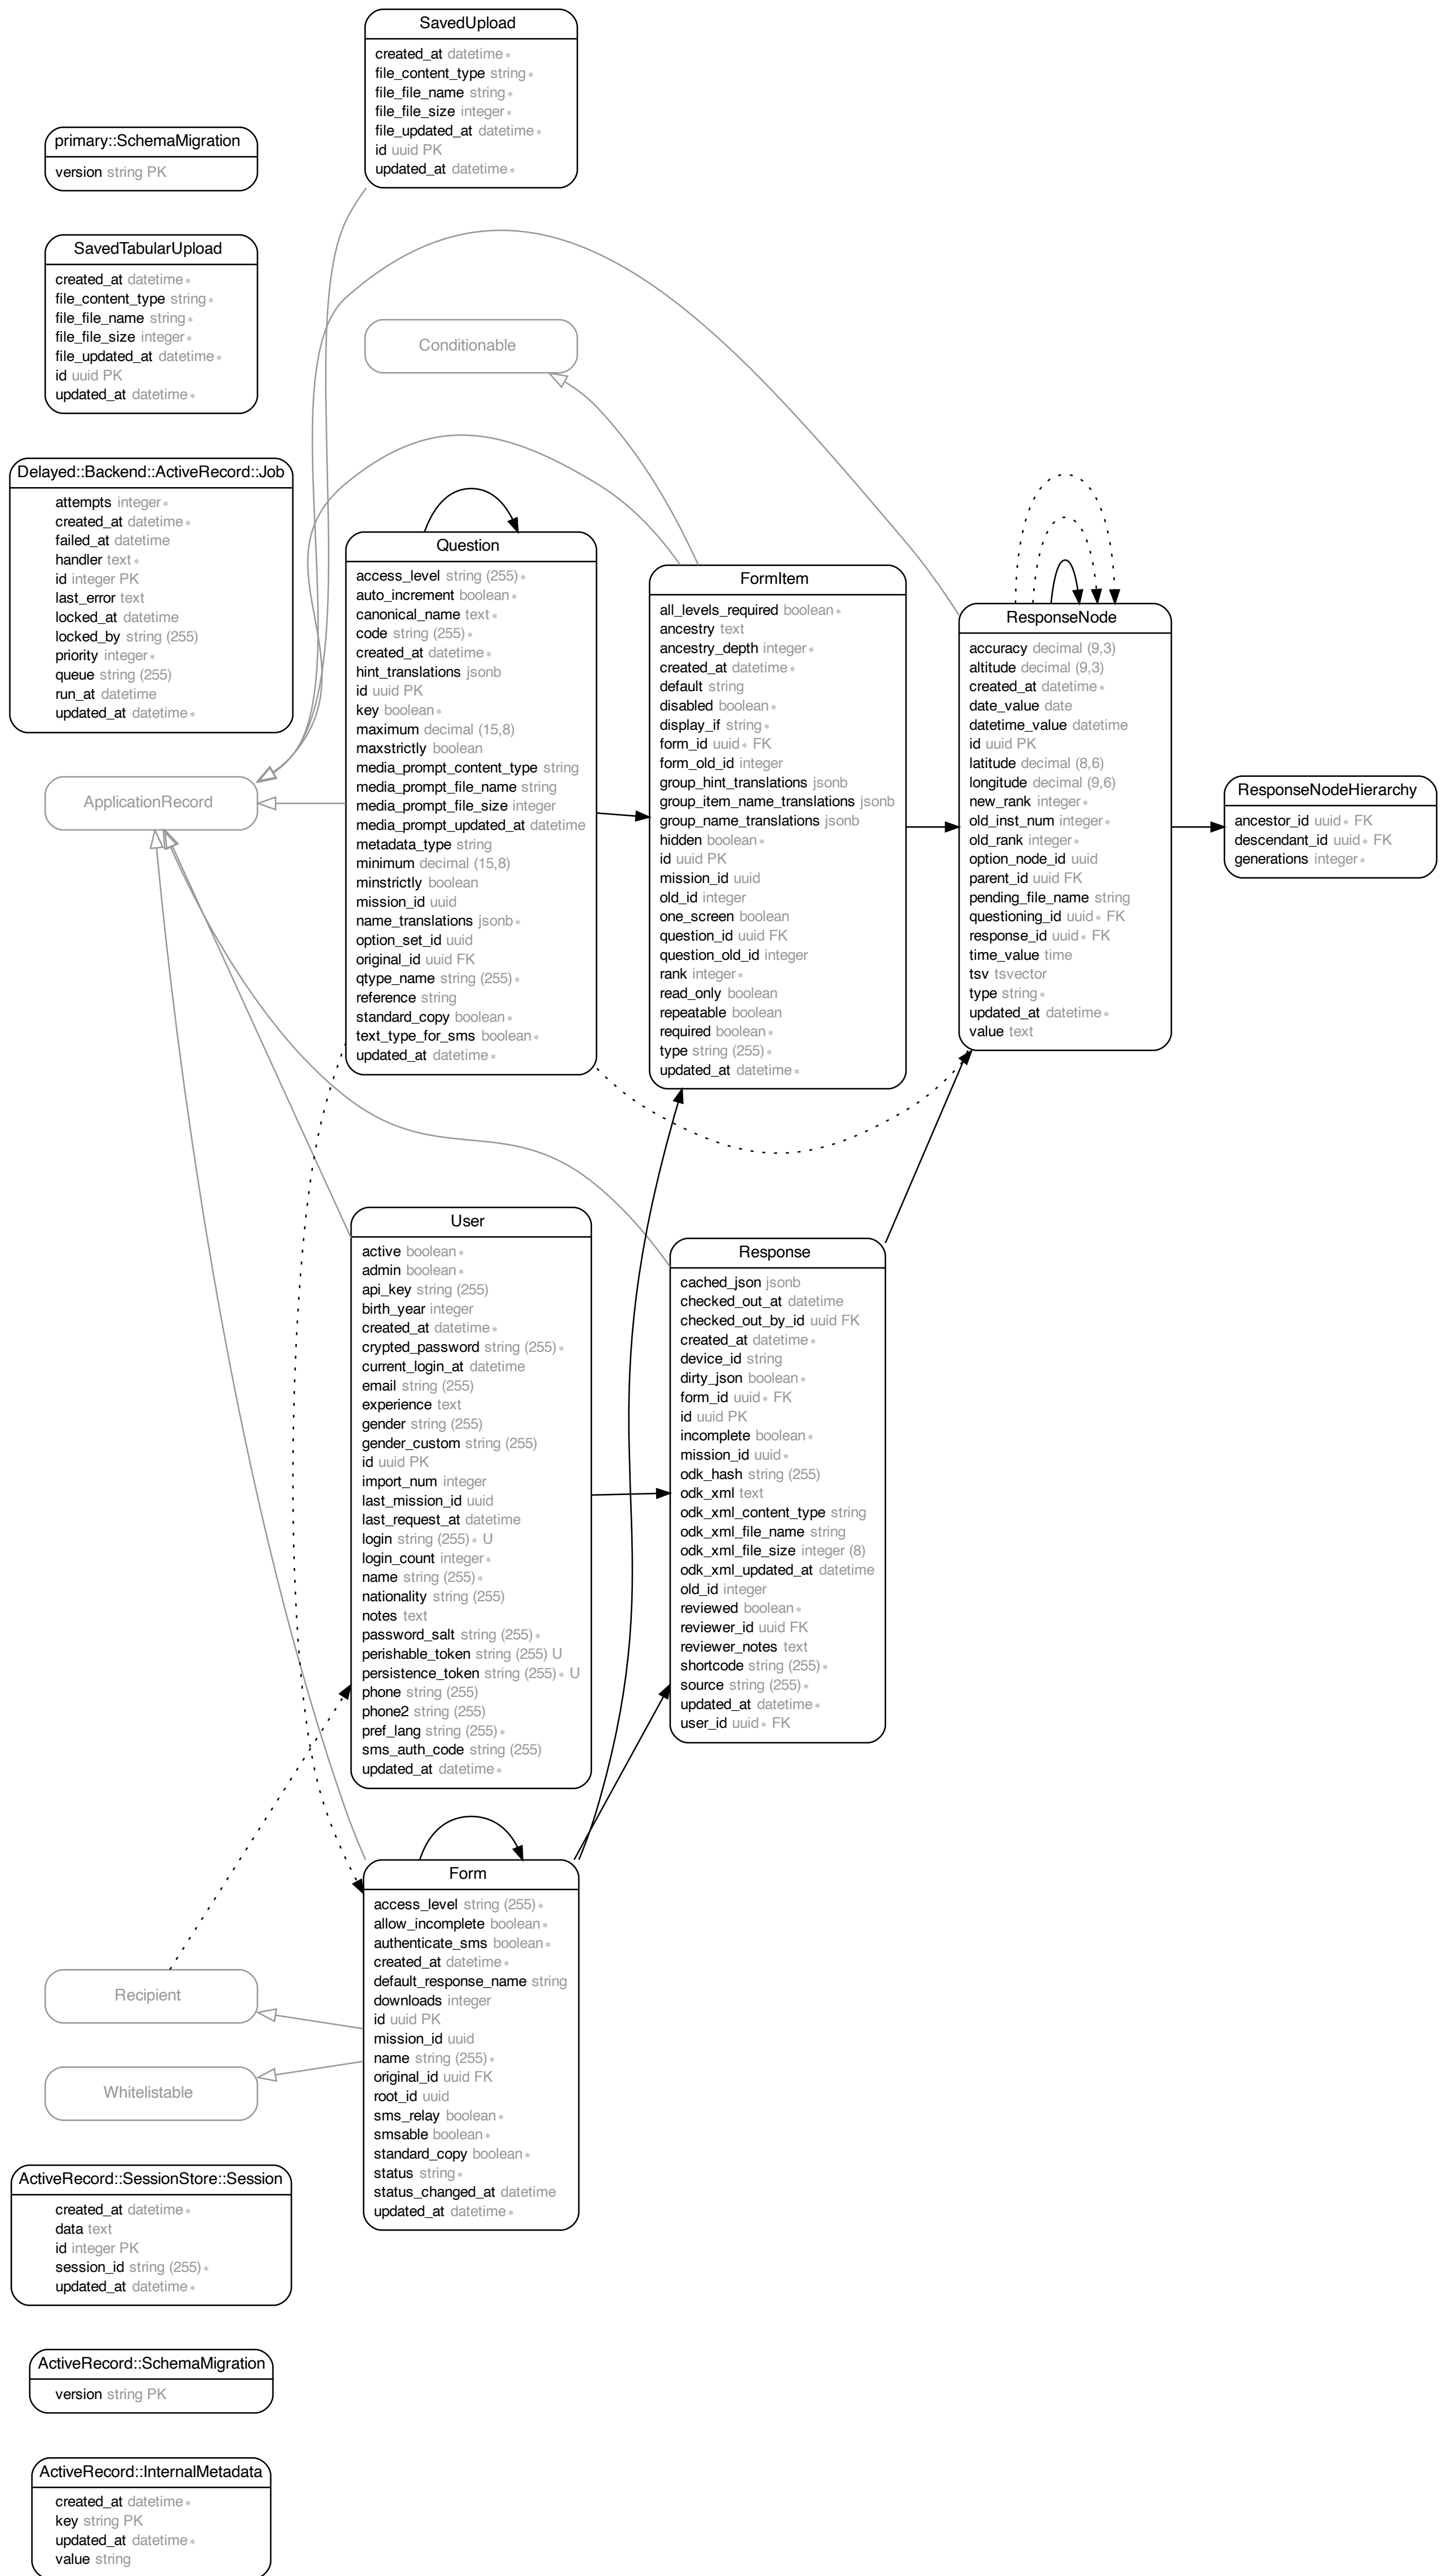 SavedUpload
created_at datetime∗
file_content_type string∗
file_file_name string∗
file_file_size integer∗
file_updated_at datetime∗
id uuid PK
updated_at datetime∗
primary::SchemaMigration
version string PK
SavedTabularUpload
created_at datetime∗
file_content_type string∗
file_file_name string∗
file_file_size integer∗
file_updated_at datetime∗
id uuid PK
updated_at datetime∗
Conditionable
Delayed::Backend::ActiveRecord::Job
attempts integer∗
created_at datetime∗
failed_at datetime
handler text∗
id integer PK
last_error text
locked_at datetime
locked_by string (255)
priority integer∗
queue string (255)
run_at datetime
updated_at datetime∗
ApplicationRecord
Question
access_level string (255)∗
auto_increment boolean∗
canonical_name text∗
code string (255)∗
created_at datetime∗
hint_translations jsonb
id uuid PK
key boolean∗
maximum decimal (15,8)
maxstrictly boolean
media_prompt_content_type string
media_prompt_file_name string
media_prompt_file_size integer
media_prompt_updated_at datetime
metadata_type string
minimum decimal (15,8)
minstrictly boolean
mission_id uuid
name_translations jsonb∗
option_set_id uuid
original_id uuid FK
qtype_name string (255)∗
reference string
standard_copy boolean∗
text_type_for_sms boolean∗
updated_at datetime∗
FormItem
all_levels_required boolean∗
ancestry text
ancestry_depth integer∗
created_at datetime∗
default string
disabled boolean∗
display_if string∗
form_id uuid∗ FK
form_old_id integer
group_hint_translations jsonb
group_item_name_translations jsonb
group_name_translations jsonb
hidden boolean∗
id uuid PK
mission_id uuid
old_id integer
one_screen boolean
question_id uuid FK
question_old_id integer
rank integer∗
read_only boolean
repeatable boolean
required boolean∗
type string (255)∗
updated_at datetime∗
ResponseNode
accuracy decimal (9,3)
altitude decimal (9,3)
created_at datetime∗
date_value date
datetime_value datetime
id uuid PK
latitude decimal (8,6)
longitude decimal (9,6)
new_rank integer∗
old_inst_num integer∗
old_rank integer∗
option_node_id uuid
parent_id uuid FK
pending_file_name string
questioning_id uuid∗ FK
response_id uuid∗ FK
time_value time
tsv tsvector
type string∗
updated_at datetime∗
value text
ResponseNodeHierarchy
ancestor_id uuid∗ FK
descendant_id uuid∗ FK
generations integer∗
User
active boolean∗
admin boolean∗
api_key string (255)
birth_year integer
created_at datetime∗
crypted_password string (255)∗
current_login_at datetime
email string (255)
experience text
gender string (255)
gender_custom string (255)
id uuid PK
import_num integer
last_mission_id uuid
last_request_at datetime
login string (255)∗ U
login_count integer∗
name string (255)∗
nationality string (255)
notes text
password_salt string (255)∗
perishable_token string (255) U
persistence_token string (255)∗ U
phone string (255)
phone2 string (255)
pref_lang string (255)∗
sms_auth_code string (255)
updated_at datetime∗
Response
cached_json jsonb
checked_out_at datetime
checked_out_by_id uuid FK
created_at datetime∗
device_id string
dirty_json boolean∗
form_id uuid∗ FK
id uuid PK
incomplete boolean∗
mission_id uuid∗
odk_hash string (255)
odk_xml text
odk_xml_content_type string
odk_xml_file_name string
odk_xml_file_size integer (8)
odk_xml_updated_at datetime
old_id integer
reviewed boolean∗
reviewer_id uuid FK
reviewer_notes text
shortcode string (255)∗
source string (255)∗
updated_at datetime∗
user_id uuid∗ FK
Form
access_level string (255)∗
allow_incomplete boolean∗
authenticate_sms boolean∗
created_at datetime∗
default_response_name string
downloads integer
id uuid PK
mission_id uuid
name string (255)∗
original_id uuid FK
root_id uuid
sms_relay boolean∗
smsable boolean∗
standard_copy boolean∗
status string∗
status_changed_at datetime
updated_at datetime∗
Recipient
Whitelistable
ActiveRecord::SessionStore::Session
created_at datetime∗
data text
id integer PK
session_id string (255)∗
updated_at datetime∗
ActiveRecord::SchemaMigration
version string PK
ActiveRecord::InternalMetadata
created_at datetime∗
key string PK
updated_at datetime∗
value string